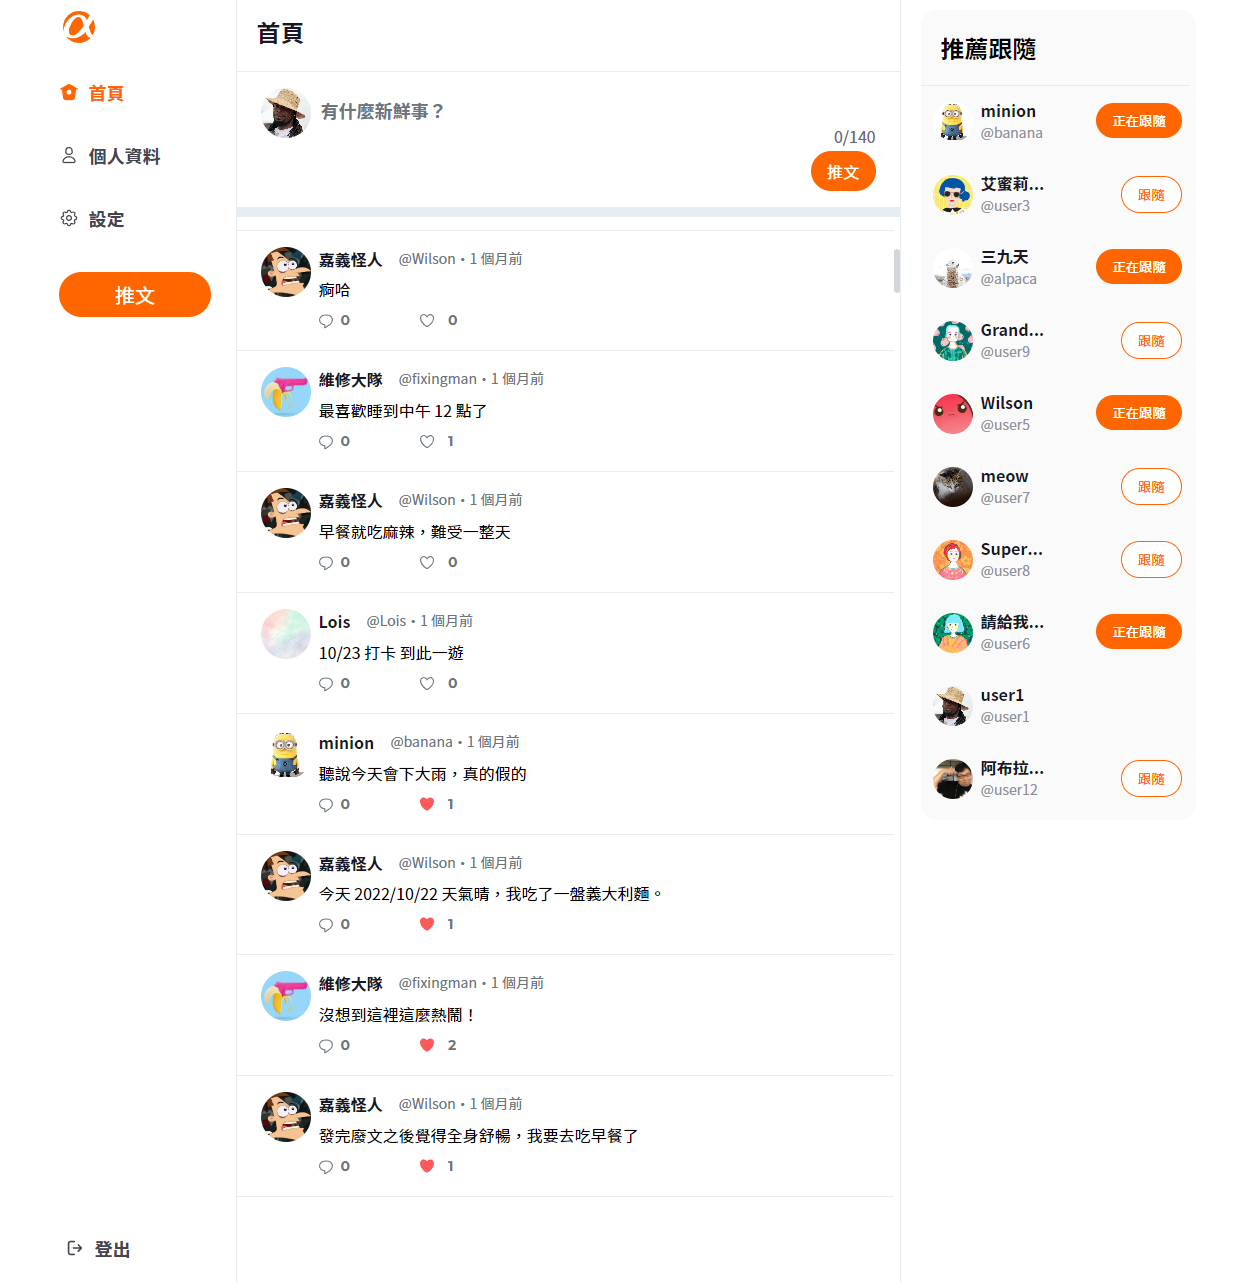 首頁
個人資料
設定
推文
登出
首頁
有什麼新鮮事？
0/140
推文
嘉義怪人 @Wilson・1 個月前
痾哈
0 0
維修大隊 @fixingman・1 個月前
最喜歡睡到中午 12 點了
0 1
嘉義怪人 @Wilson・1 個月前
早餐就吃麻辣，難受一整天
0 0
Lois @Lois・1 個月前
10/23 打卡 到此一遊
0 0
minion @banana・1 個月前
聽說今天會下大雨，真的假的
0 1
嘉義怪人 @Wilson・1 個月前
今天 2022/10/22 天氣晴，我吃了一盤義大利麵。
0 1
維修大隊 @fixingman・1 個月前
沒想到這裡這麼熱鬧！
0 2
嘉義怪人 @Wilson・1 個月前
發完廢文之後覺得全身舒暢，我要去吃早餐了
0 1
推薦跟隨
minion
@banana
正在跟隨
艾蜜莉...
@user3
跟隨
三九天
@alpaca
正在跟隨
Grand...
@user9
跟隨
Wilson
@user5
正在跟隨
meow
@user7
跟隨
Super...
@user8
跟隨
請給我...
@user6
正在跟隨
user1
@user1
阿布拉...
@user12
跟隨